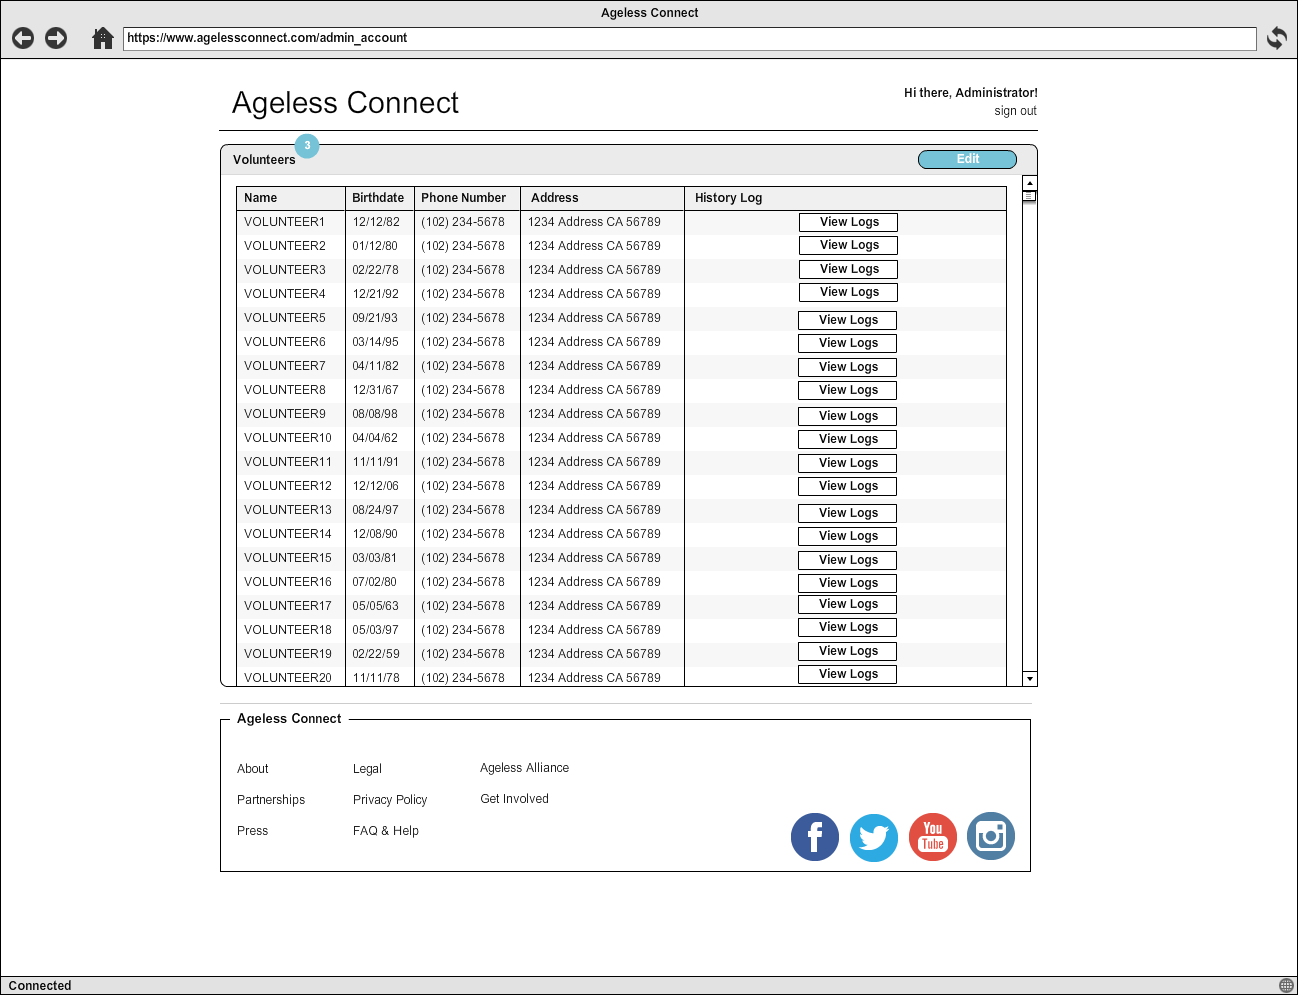 Ageless Connect
https://www.agelessconnect.com/admin_account
Ageless Connect
Hi there, Administrator!
sign out
Volunteers 3 Edit
Name Birthdate Phone Number Address History Log
VOLUNTEER1 12/12/82 (102) 234-5678 1234 Address CA 56789 View Logs
VOLUNTEER2 01/12/80 (102) 234-5678 1234 Address CA 56789 View Logs
VOLUNTEER3 02/22/78 (102) 234-5678 1234 Address CA 56789 View Logs
VOLUNTEER4 12/21/92 (102) 234-5678 1234 Address CA 56789 View Logs
VOLUNTEER5 09/21/93 (102) 234-5678 1234 Address CA 56789 View Logs
VOLUNTEER6 03/14/95 (102) 234-5678 1234 Address CA 56789 View Logs
VOLUNTEER7 04/11/82 (102) 234-5678 1234 Address CA 56789 View Logs
VOLUNTEER8 12/31/67 (102) 234-5678 1234 Address CA 56789 View Logs
VOLUNTEER9 08/08/98 (102) 234-5678 1234 Address CA 56789 View Logs
VOLUNTEER10 04/04/62 (102) 234-5678 1234 Address CA 56789 View Logs
VOLUNTEER11 11/11/91 (102) 234-5678 1234 Address CA 56789 View Logs
VOLUNTEER12 12/12/06 (102) 234-5678 1234 Address CA 56789 View Logs
VOLUNTEER13 08/24/97 (102) 234-5678 1234 Address CA 56789 View Logs
VOLUNTEER14 12/08/90 (102) 234-5678 1234 Address CA 56789 View Logs
VOLUNTEER15 03/03/81 (102) 234-5678 1234 Address CA 56789 View Logs
VOLUNTEER16 07/02/80 (102) 234-5678 1234 Address CA 56789 View Logs
VOLUNTEER17 05/05/63 (102) 234-5678 1234 Address CA 56789 View Logs
VOLUNTEER18 05/03/97 (102) 234-5678 1234 Address CA 56789 View Logs
VOLUNTEER19 02/22/59 (102) 234-5678 1234 Address CA 56789 View Logs
VOLUNTEER20 11/11/78 (102) 234-5678 1234 Address CA 56789 View Logs
Ageless Connect
About Legal Ageless Alliance
Partnerships Privacy Policy Get Involved
Press FAQ & Help
You
Tube
Connected